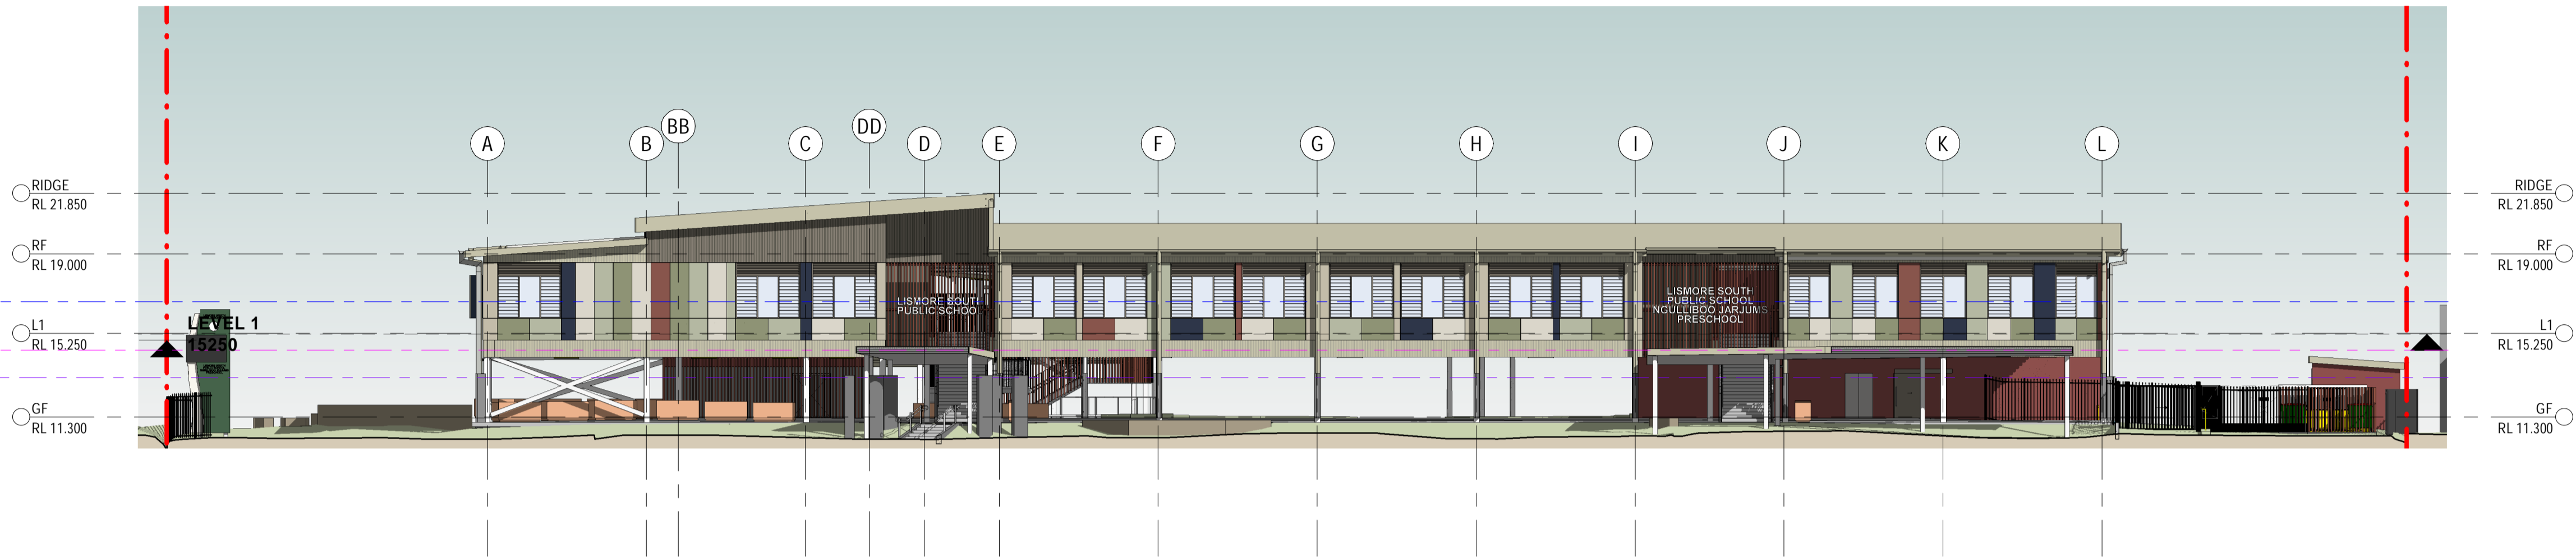 A
B
BB
C
DD
D
E
F
G
H
I
J
K
L
RIDGE
RL 21.850
RIDGE
RL 21.850
RF
RL 19.000
RF
RL 19.000
LISMORE SOUTH
PUBLIC SCHOO
LISMORE SOUTH
PUBLIC SCHOOL
NGULLIBOO JARJUMS
PRESCHOOL
L1
RL 15.250
LEVEL 1
15250
L1
RL 15.250
GF
RL 11.300
GF
RL 11.300